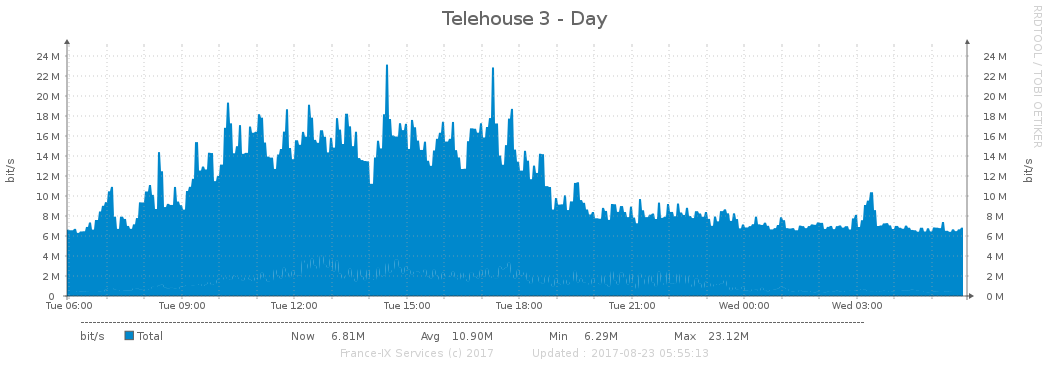 Telehouse 3 - Day
RRDTOOL / TOBI OETIKER
bit/s
24 M 24 M
22 M 22 M
20 M 20 M
18 M 18 M
16 M 16 M
14 M 14 M
12 M 12 M
10 M 10 M
8 M 8 M
6 M 6 M
4 M 4 M
2 M 2 M
0 0 M
bit/s
Tue 06:00 Tue 09:00 Tue 12:00 Tue 15:00 Tue 18:00 Tue 21:00 Wed 00:00 Wed 03:00
bit/s Total Now 6.81M Avg 10.90M Min 6.29M Max 23.12M
France-IX Services (c) 2017 Updated : 2017-08-23 05:55:13